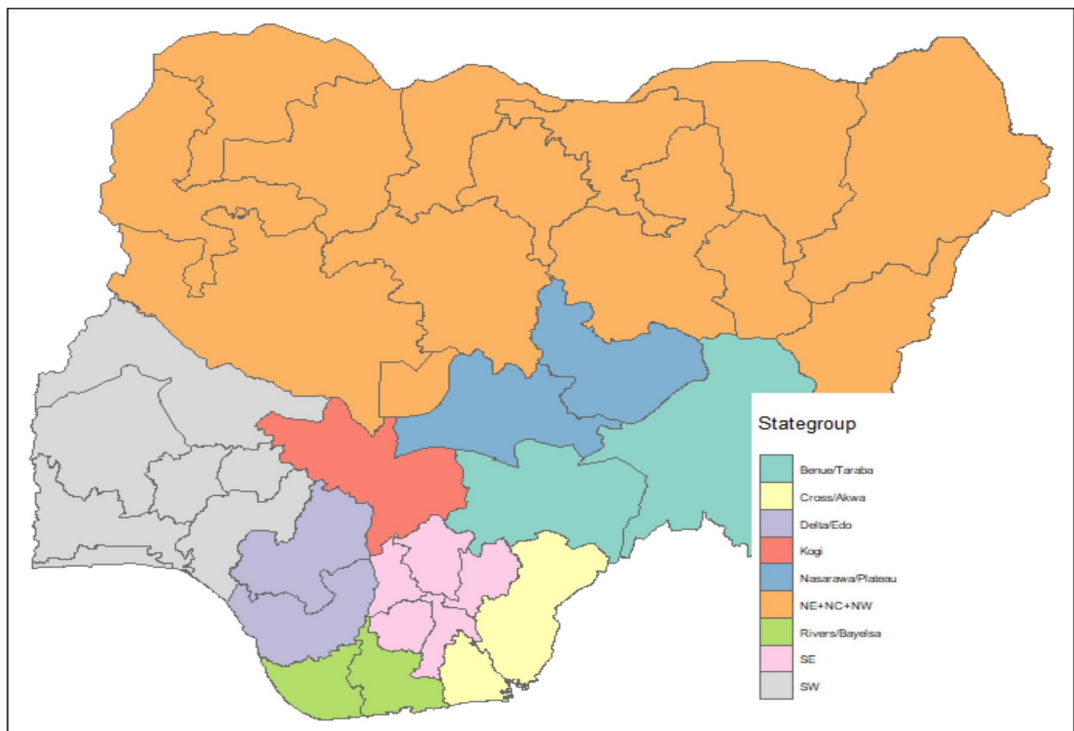 Stategroup
Benue/Taraba
Cross/Akwa
Delta/Edo
Kogi
Nasarawa/Plateau
NE+NC+NW
Rivers/Bayelsa
SE
SW